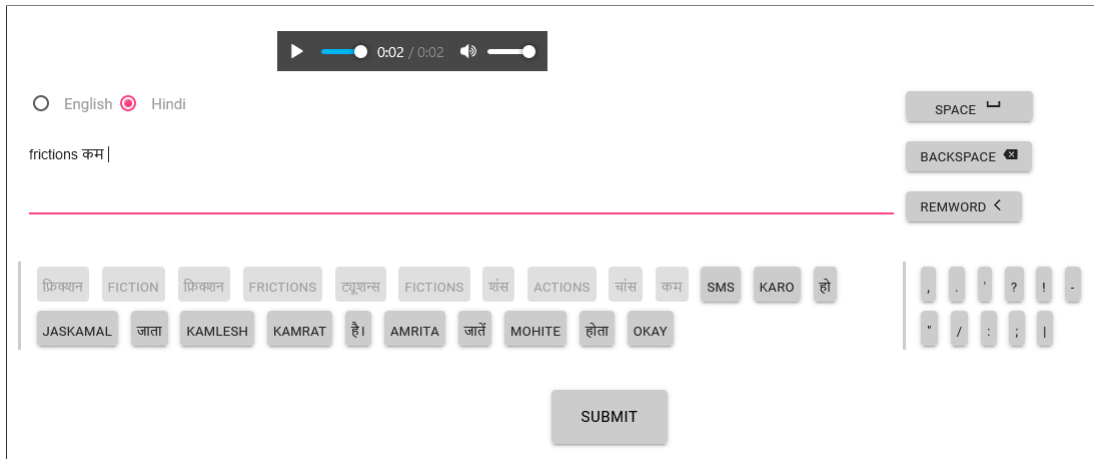 0:02 / 0:02
English Hindi
SPACE
frictions कम
BACKSPACE
REMWORD
फ्रिक्शन FICTION फ्रिक्शन FRICTIONS ट्यूशन्स FICTIONS शंस ACTIONS चांस कम SMS KARO हो , . ' ? ! -
JASKAMAL जाता KAMLESH KAMRAT है। AMRITA जातें MOHITE होता OKAY " / : ; |
SUBMIT